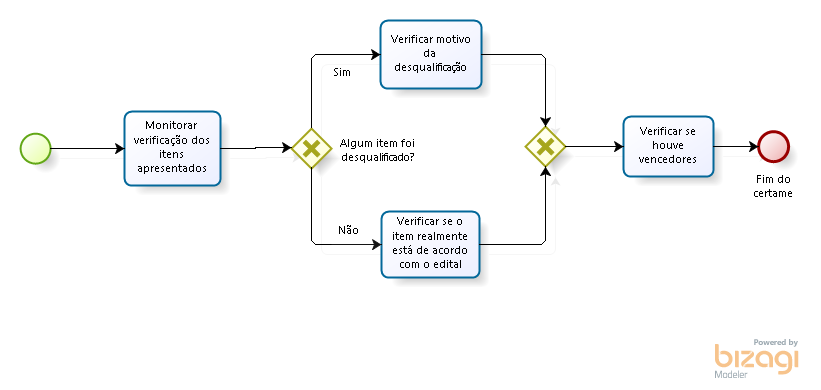 Monitorar
verificação dos
itens
apresentados
Algum item foi
desqualificado?
Sim
Verificar motivo
da
desqualificação
Não
Verificar se o
item realmente
está de acordo
com o edital
Verificar se
houve
vencedores
Fim do
certame
Powered by
bizagi
Modeler